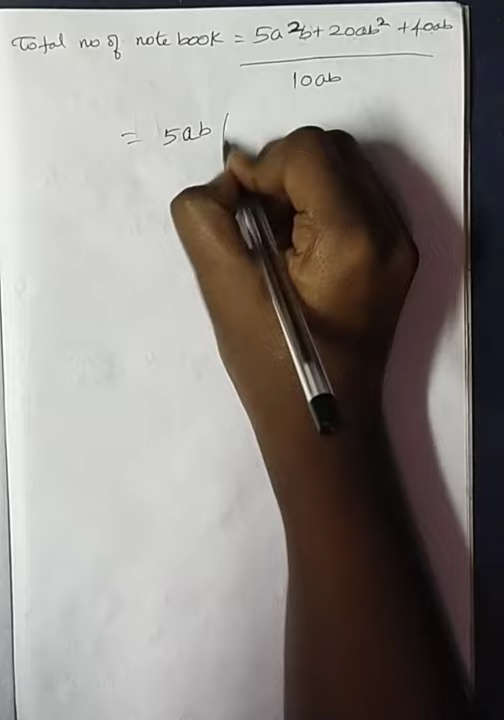 Total no of note book = 5a²b + 20ab² + 40ab
10ab
= 5ab (